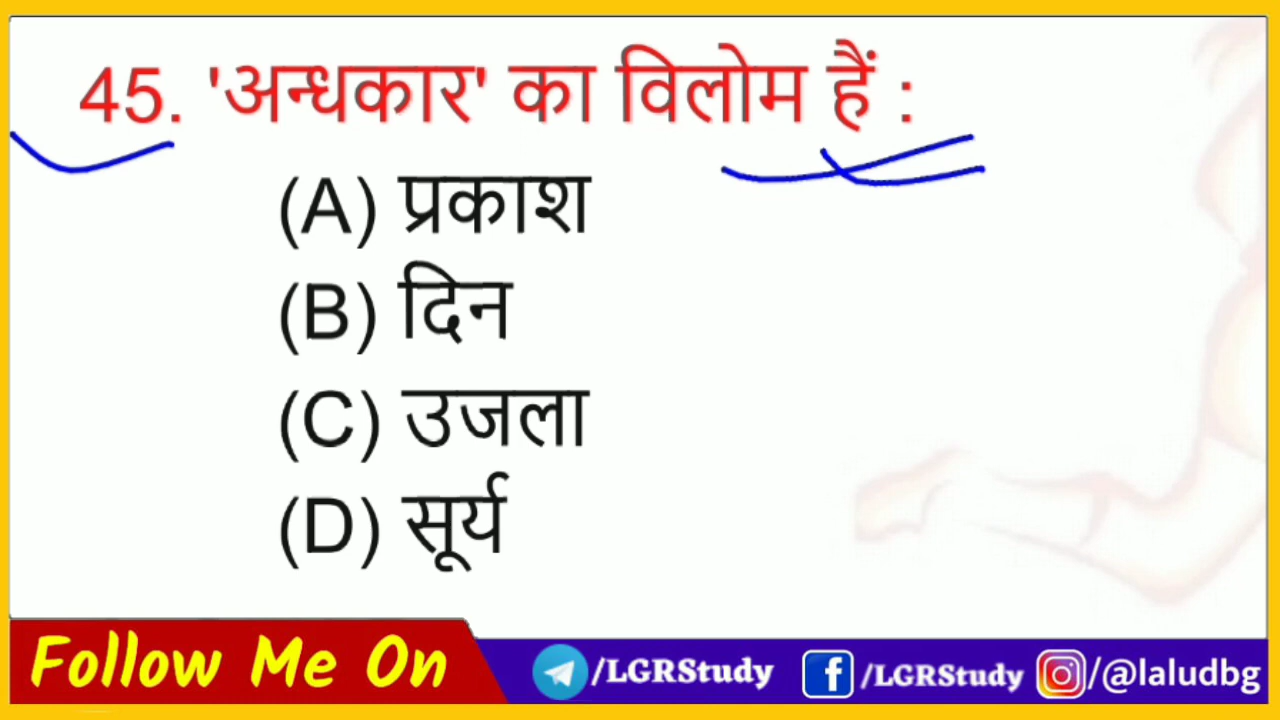 45. 'अन्धकार' का विलोम हैं :
(A) प्रकाश
(B) दिन
(C) उजला
(D) सूर्य
Follow Me On /LGRStudy /LGRStudy /@laludbg